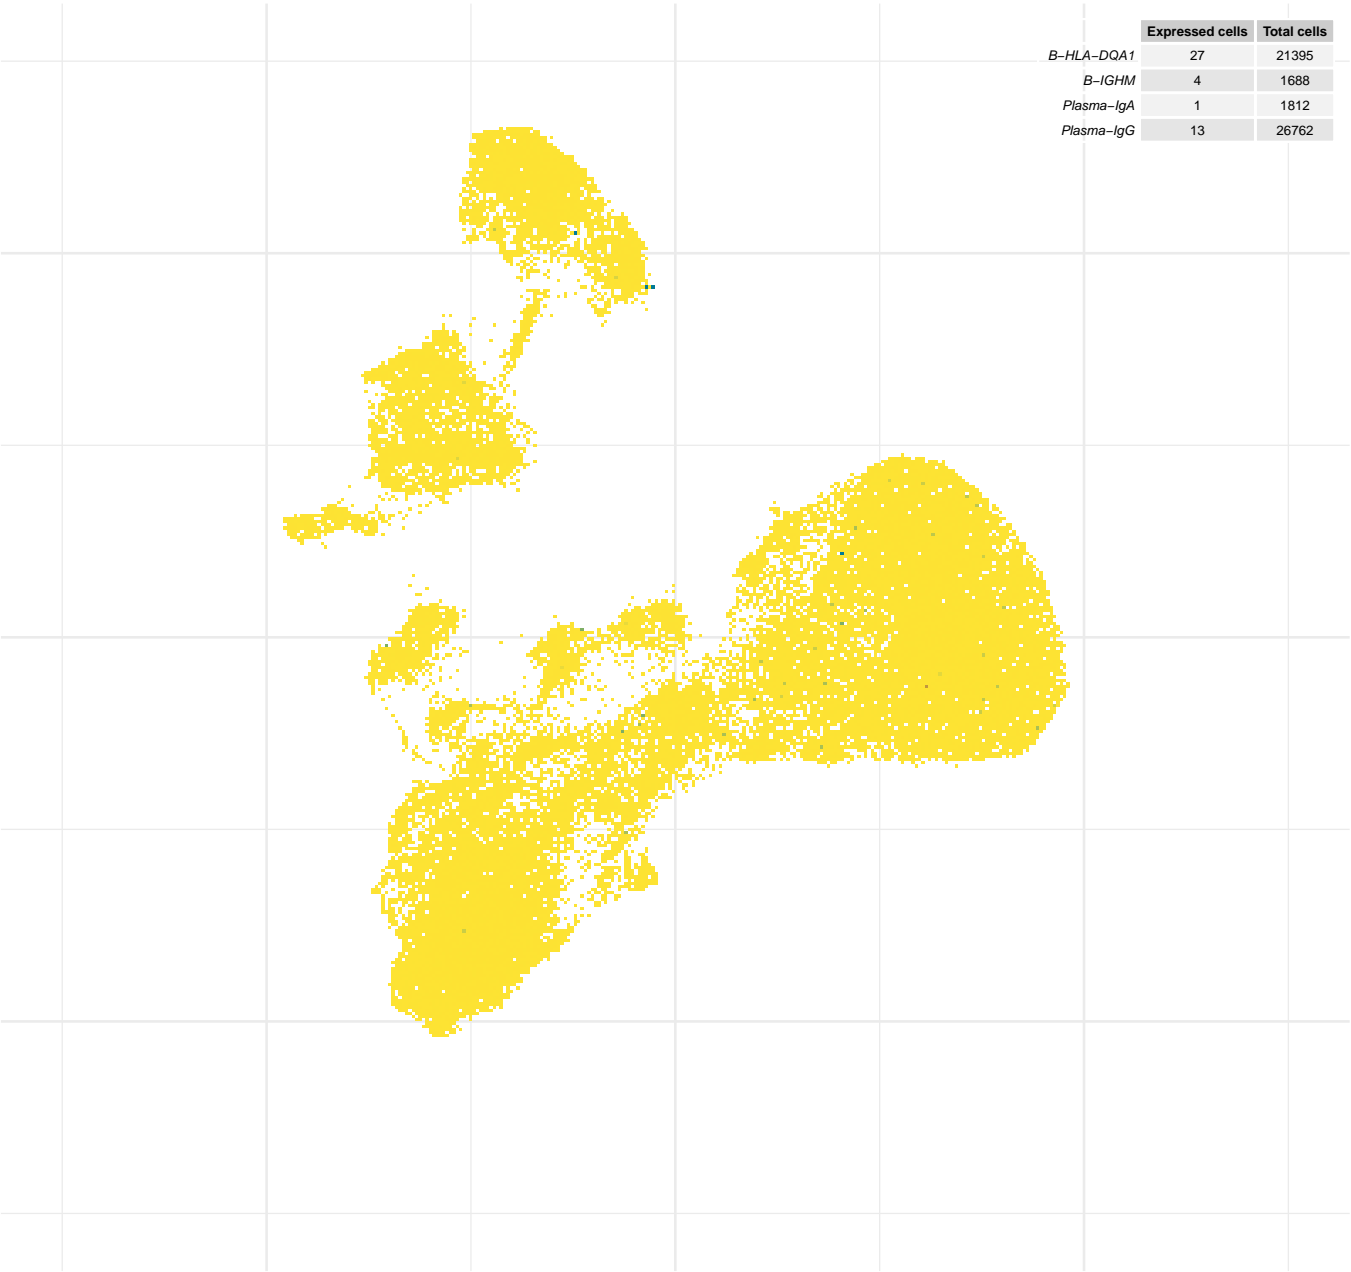 Expressed cells Total cells
B−HLA−DQA1 27 21395
B−IGHM 4 1688
Plasma−IgA 1 1812
Plasma−IgG 13 26762